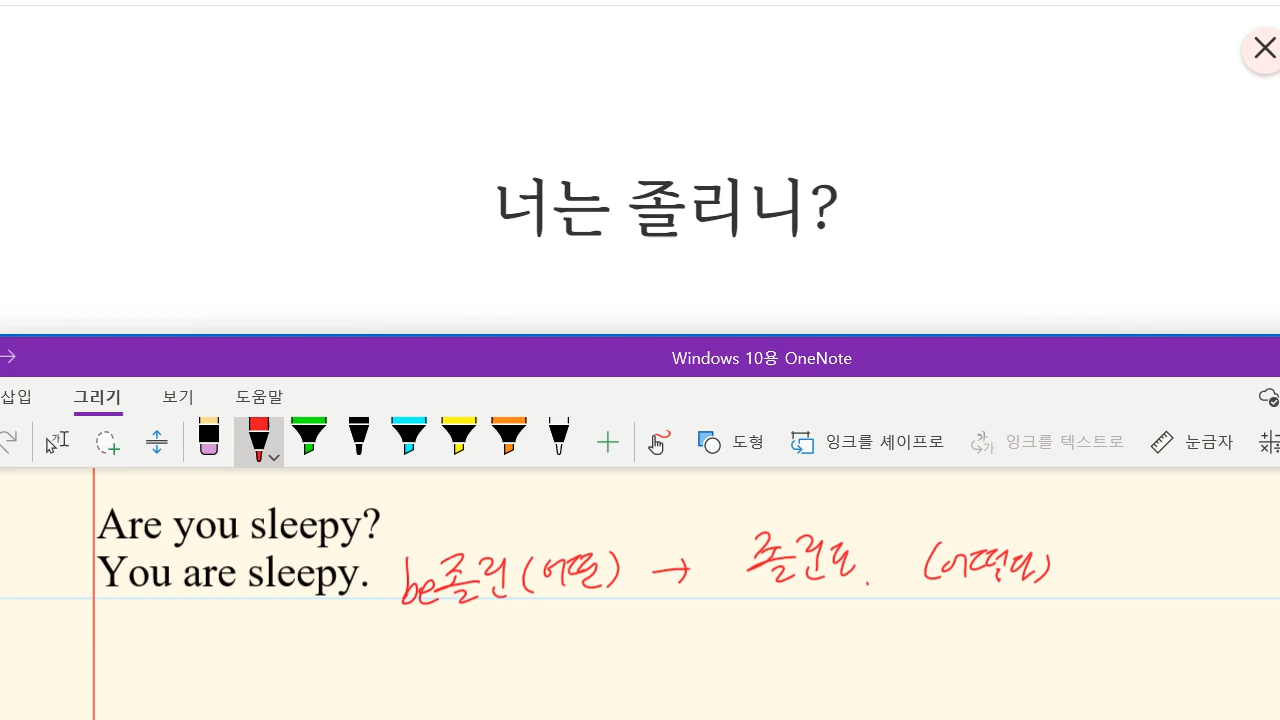 너는 졸리니?
Windows 10용 OneNote
삽입 그리기 보기 도움말
도형 잉크를 셰이프로 잉크를 텍스트로 눈금자
Are you sleepy?
You are sleepy. be졸린 (어떤) → 졸린다. (어떻다)